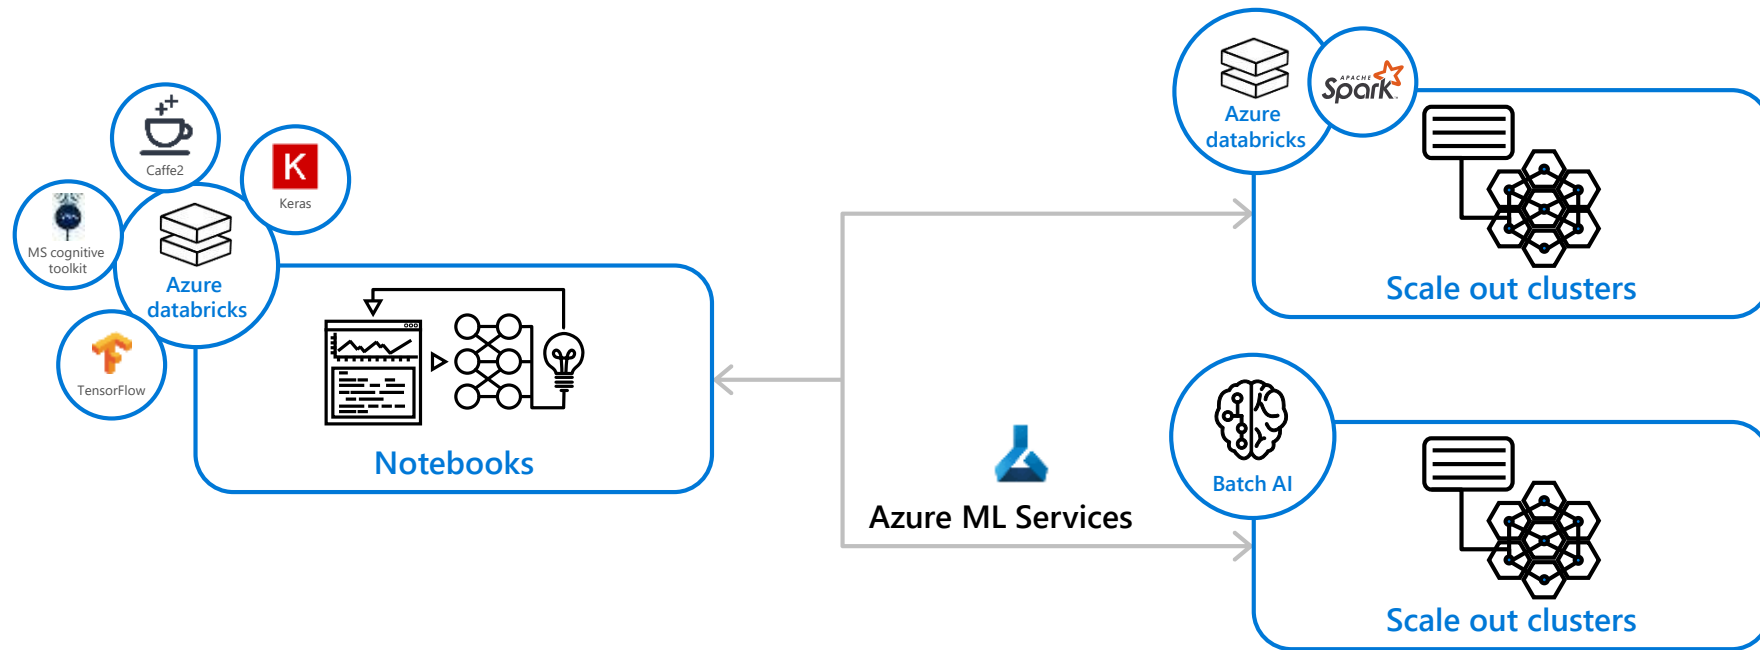 Caffe2
K
Keras
MS cognitive
toolkit
Azure
databricks
TensorFlow
Notebooks
Azure ML Services
Azure
databricks
APACHE
Spark
Scale out clusters
Batch AI
Scale out clusters